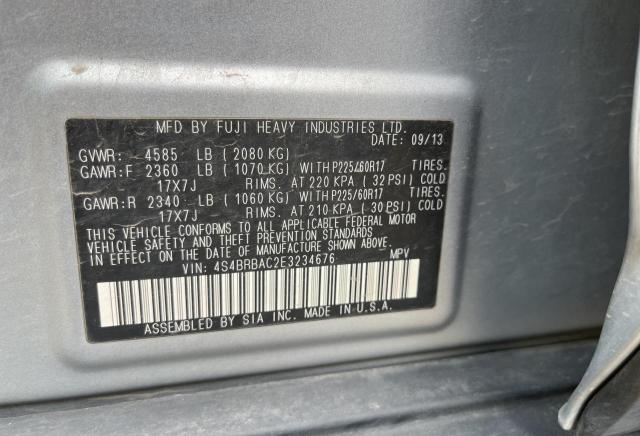 MFD BY FUJI HEAVY INDUSTRIES LTD.
DATE: 09/13
GVWR: 4585 LB ( 2080 KG)
GAWR:F 2360 LB ( 1070 KG) WITH P225/60R17 TIRES.
17X7J RIMS. AT 220 KPA ( 32 PSI) COLD
GAWR:R 2340 LB ( 1060 KG) WITH P225/60R17 TIRES.
17X7J RIMS. AT 210 KPA ( 30 PSI) COLD
THIS VEHICLE CONFORMS TO ALL APPLICABLE FEDERAL MOTOR
VEHICLE SAFETY AND THEFT PREVENTION STANDARDS
IN EFFECT ON THE DATE OF MANUFACTURE SHOWN ABOVE.
VIN: 4S4BRBAC2E3234676 MPV
ASSEMBLED BY SIA INC. MADE IN U.S.A.